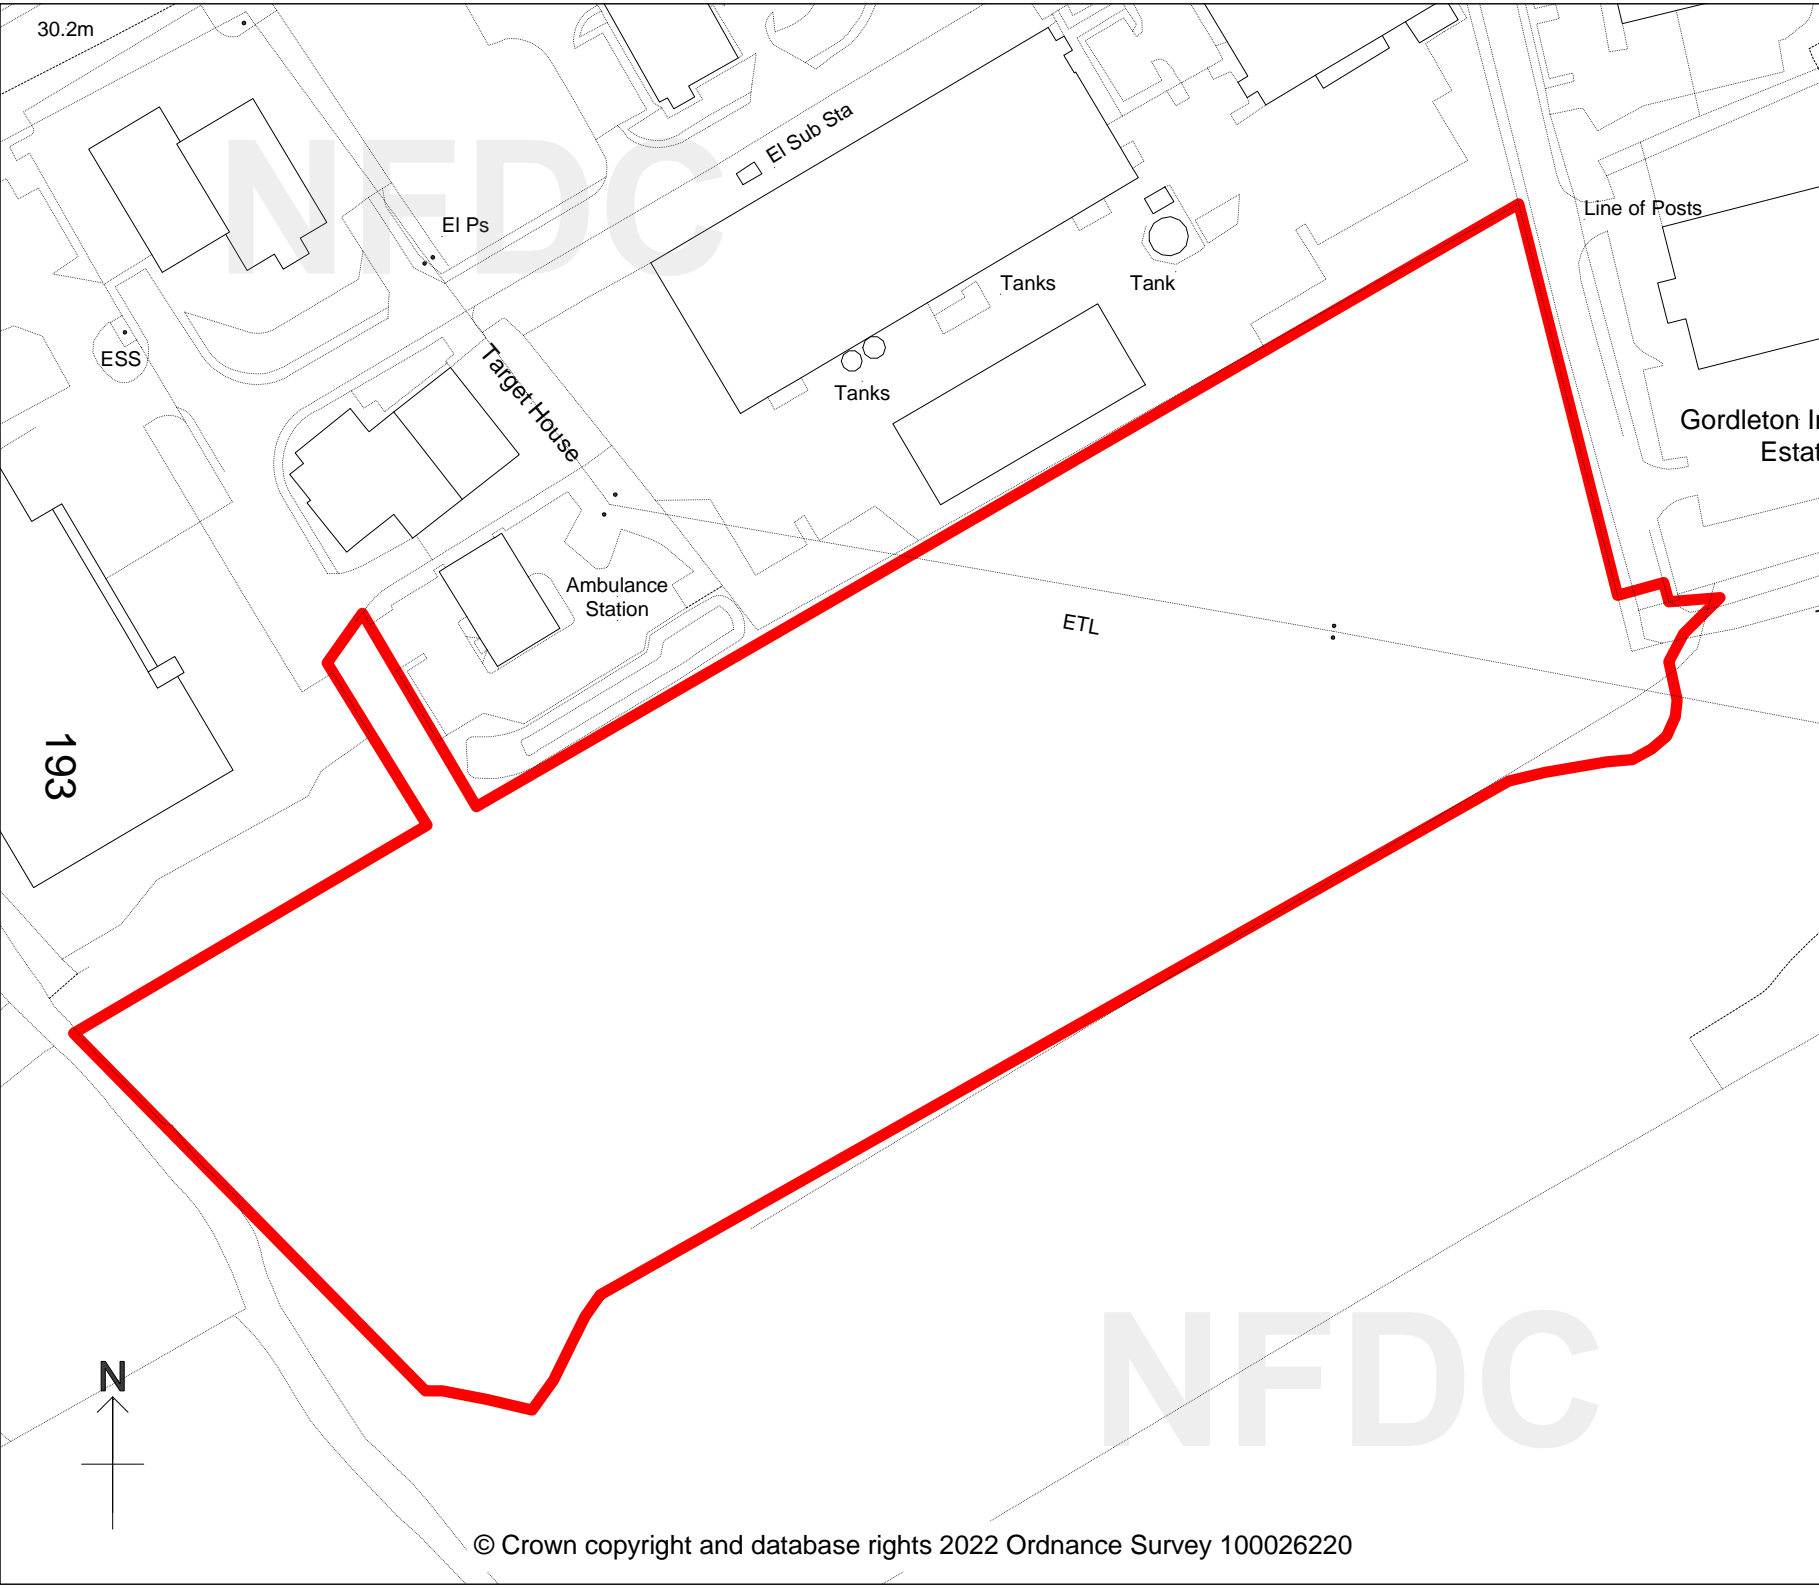 30.2m
NFDC
El Sub Sta
El Ps
Line of Posts
Tanks
Tank
ESS
Target House
Tanks
Gordleton I
Estat
Ambulance
Station
ETL
193
NFDC
N
© Crown copyright and database rights 2022 Ordnance Survey 100026220